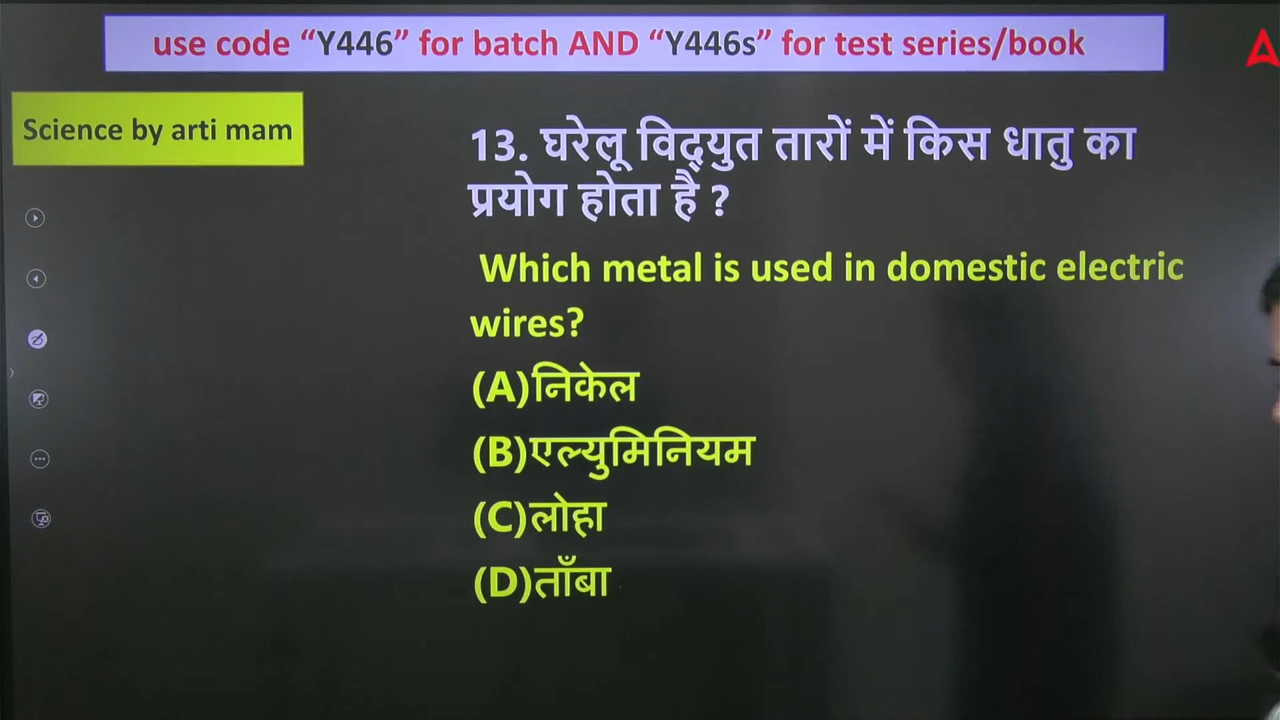 use code “Y446” for batch AND “Y446s” for test series/book
Science by arti mam
13. घरेलू विद्युत तारों में किस धातु का
प्रयोग होता है ?
Which metal is used in domestic electric
wires?
(A)निकेल
(B)एल्युमिनियम
(C)लोहा
(D)ताँबा